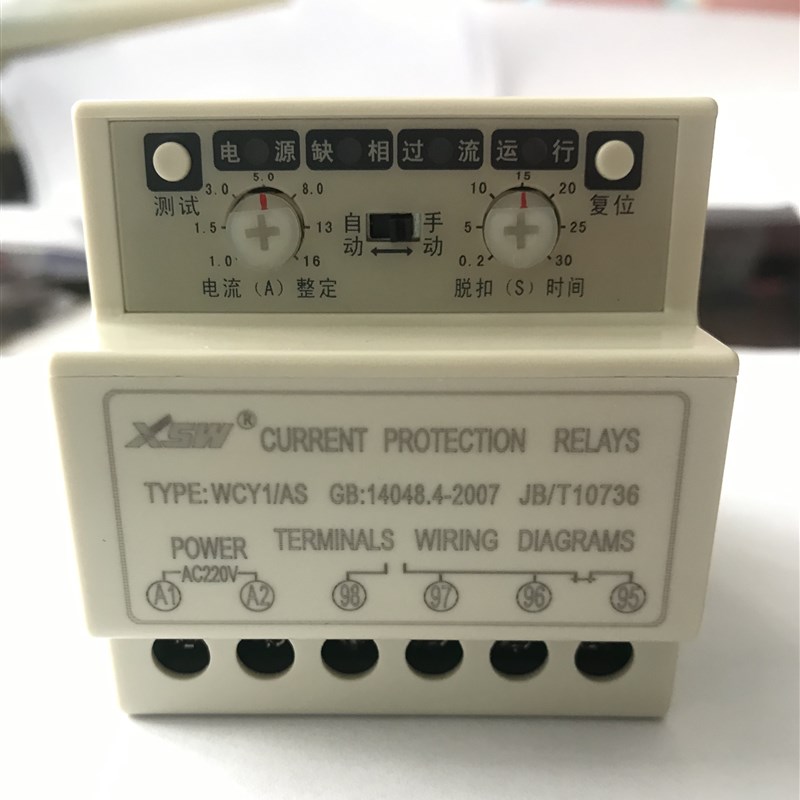 电源 缺相 过流 运行
测试 复位
5.0
3.0 8.0
1.5 13
1.0 16
自动 手动
15
10 20
5 25
0.2 30
电流（A）整定 脱扣（S）时间
XSW® CURRENT PROTECTION RELAYS
TYPE:WCY1/AS GB:14048.4-2007 JB/T10736
POWER TERMINALS WIRING DIAGRAMS
AC220V
A1 A2 98 97 96 95